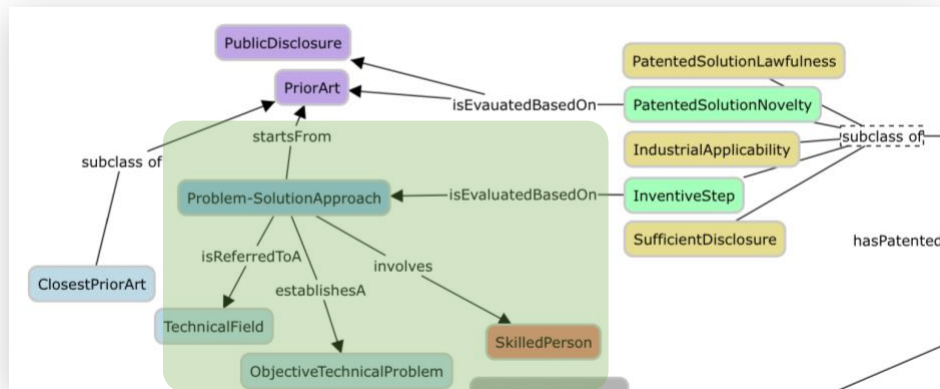 PublicDisclosure
PatentedSolutionLawfulness
PriorArt
isEvauatedBasedOn
PatentedSolutionNovelty
startsFrom
subclass of
IndustrialApplicability
subclass of
Problem-SolutionApproach
isEvaluatedBasedOn
InventiveStep
SufficientDisclosure
hasPatented
isReferredToA
involves
ClosestPriorArt
establishesA
TechnicalField
SkilledPerson
ObjectiveTechnicalProblem